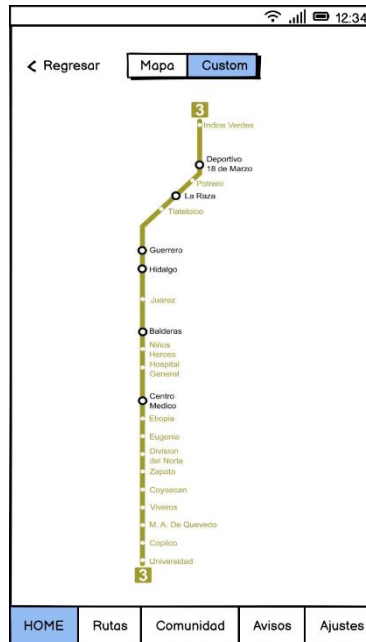 12:34
Regresar
Mapa
Custom
3
Indios Verdes
Deportivo
18 de Marzo
Potrero
La Raza
Tlatelolco
Guerrero
Hidalgo
Juarez
Balderas
Niños
Heroes
Hospital
General
Centro
Medico
Etiopia
Eugenia
Division
del Norte
Zapata
Coyoacan
Viveros
M. A. De Quevedo
Copilco
Universidad
3
HOME
Rutas
Comunidad
Avisos
Ajustes